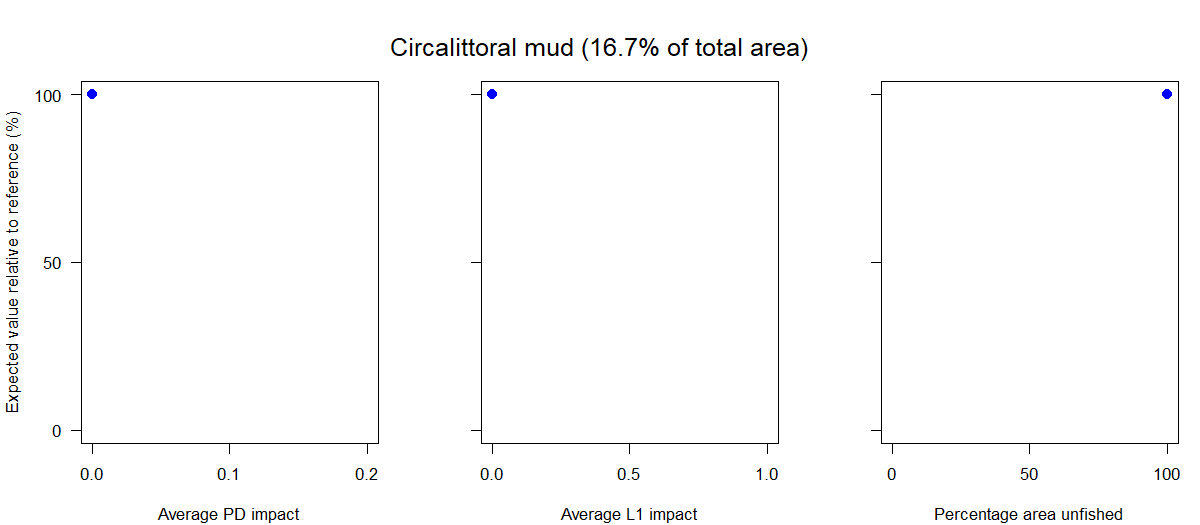 Circalittoral mud (16.7% of total area)
Expected value relative to reference (%)
100
50
0
0.0 0.1 0.2
Average PD impact
0.0 0.5 1.0
Average L1 impact
0 50 100
Percentage area unfished